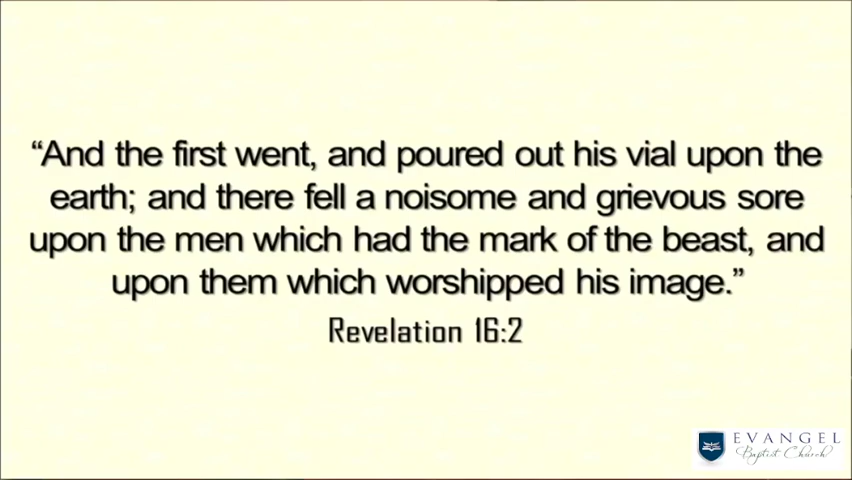 “And the first went, and poured out his vial upon the
earth; and there fell a noisome and grievous sore
upon the men which had the mark of the beast, and
upon them which worshipped his image.”
Revelation 16:2
EVANGEL
Baptist Church